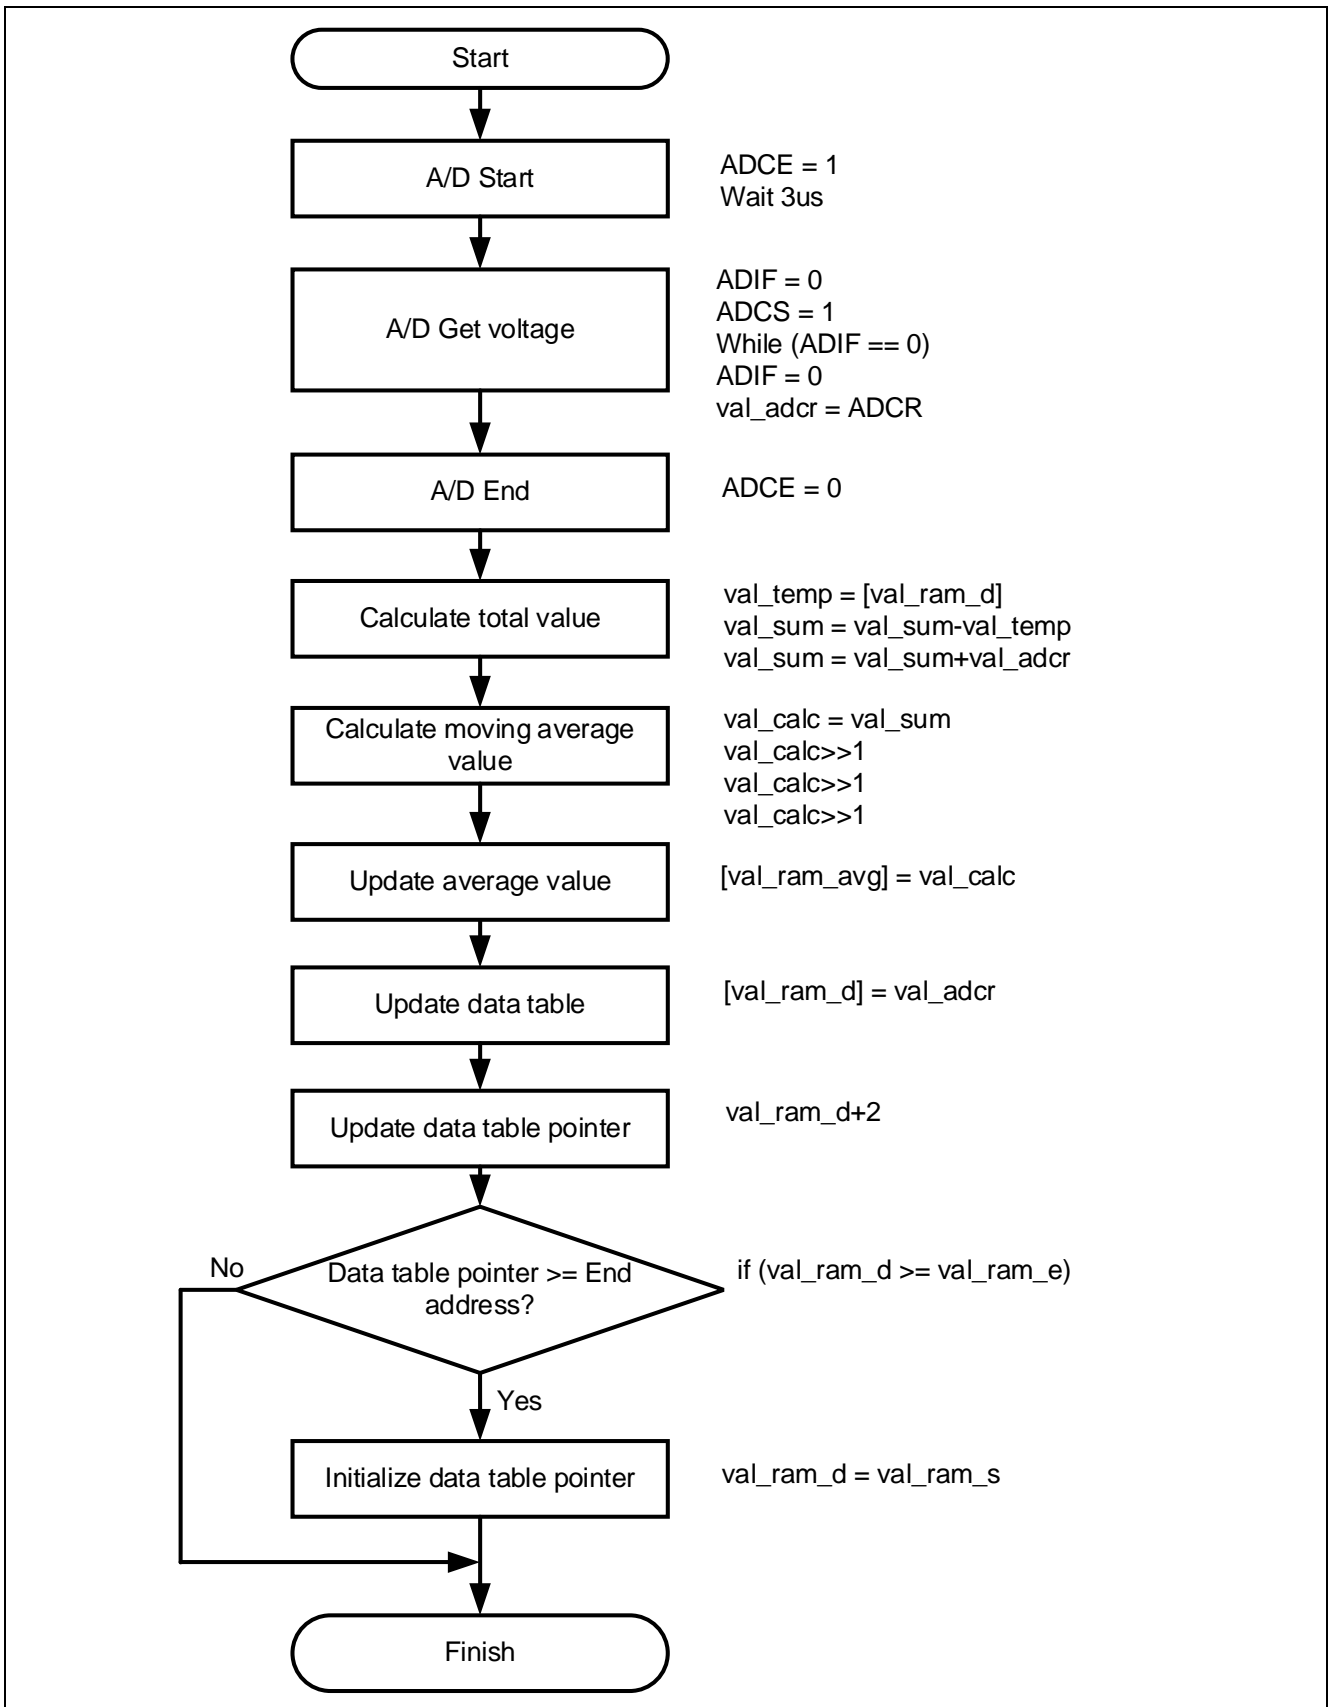 Start
A/D Start
ADCE = 1
Wait 3us
A/D Get voltage
ADIF = 0
ADCS = 1
While (ADIF == 0)
ADIF = 0
val_adcr = ADCR
A/D End
ADCE = 0
Calculate total value
val_temp = [val_ram_d]
val_sum = val_sum-val_temp
val_sum = val_sum+val_adcr
Calculate moving average
value
val_calc = val_sum
val_calc>>1
val_calc>>1
val_calc>>1
Update average value
[val_ram_avg] = val_calc
Update data table
[val_ram_d] = val_adcr
Update data table pointer
val_ram_d+2
No
Data table pointer >= End
address?
if (val_ram_d >= val_ram_e)
Yes
Initialize data table pointer
val_ram_d = val_ram_s
Finish